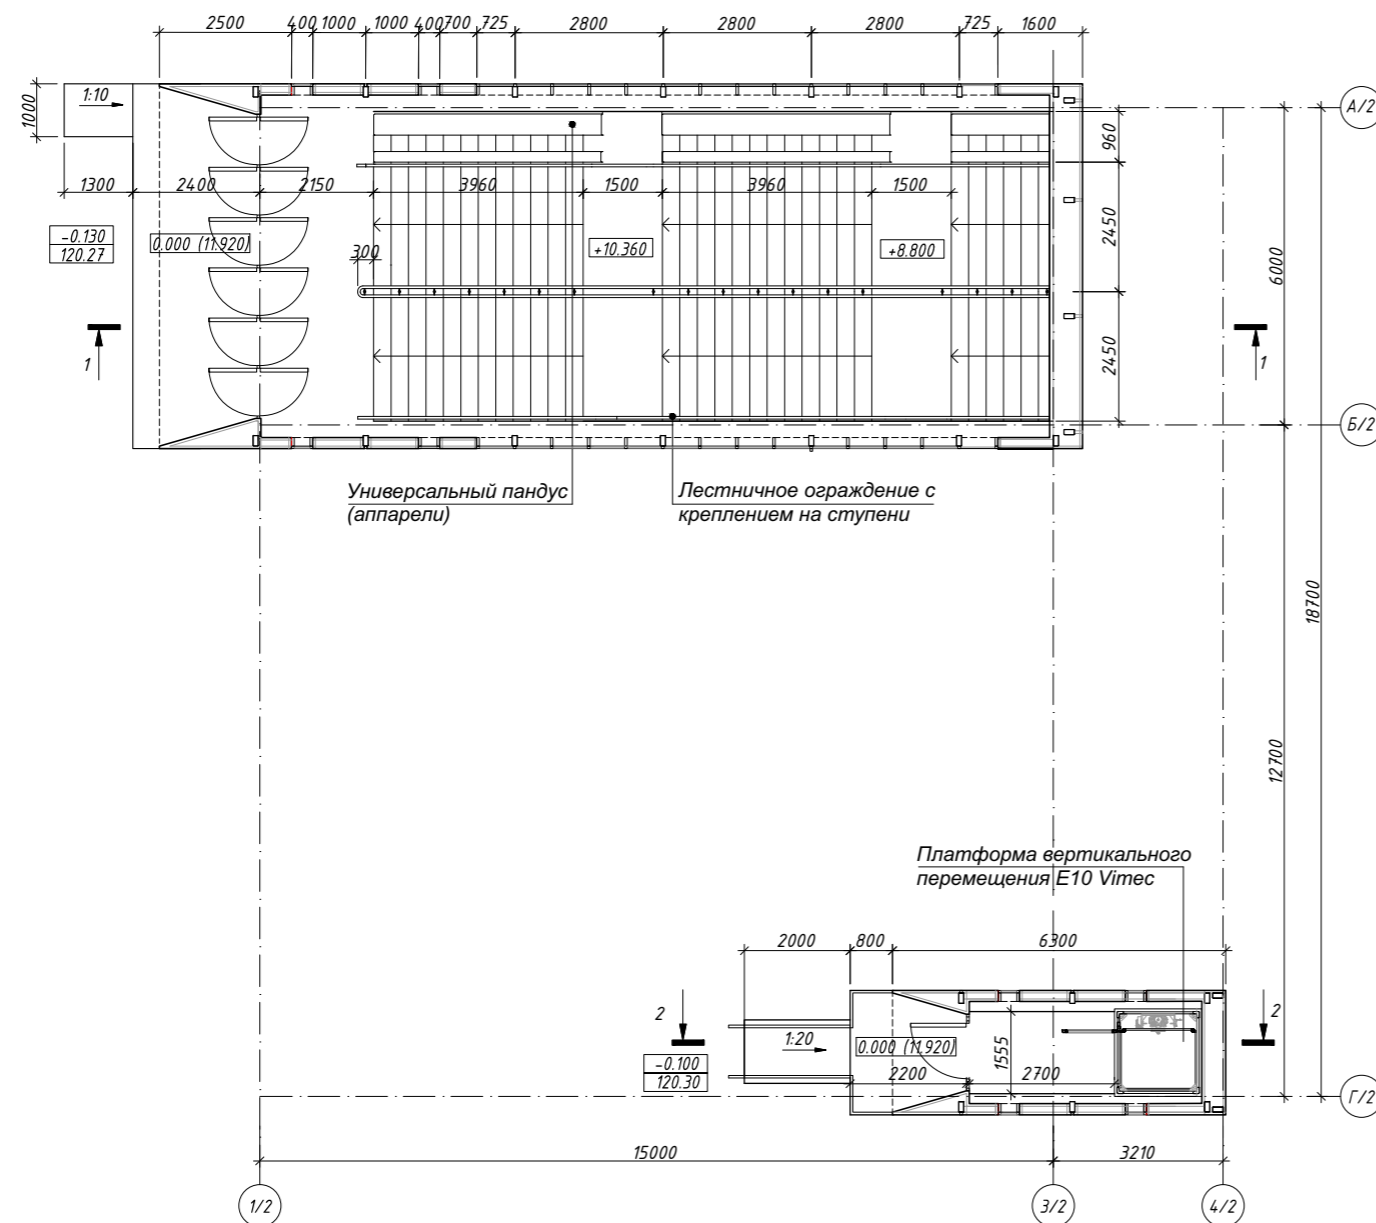 2500 400 1000 1000 400 700 725 2800 2800 2800 725 1600
1:10
1000
А/2
960
1300 2400 2150 3960 1500 3960 1500
-0.130
120.27
0.000 (11.920)
300
+10.360
+8.800
2450
6000
2450
1
1
Б/2
Универсальный пандус
(аппарели)
Лестничное ограждение с
креплением на ступени
18700
12700
Платформа вертикального
перемещения E10 Vimec
2000 800 6300
2
2
1:20
0.000 (11.920)
1555
-0.100
120.30
2200 2700
Г/2
15000 3210
1/2
3/2
4/2